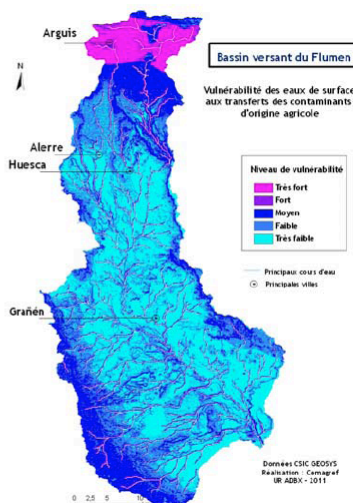 Arguis
Bassin versant du Flumen
N
Vulnérabilité des eaux de surface
aux transferts des contaminants
d'origine agricole
Alerre
Huesca
Niveau de vulnérabilité
Très fort
Fort
Moyen
Faible
Très faible
Principaux cours d'eau
Principales villes
Grañén
Données CSIC GEOSYS
Réalisation : Cemagref
UR ADBX - 2011
0 2,5 5 10 15 20